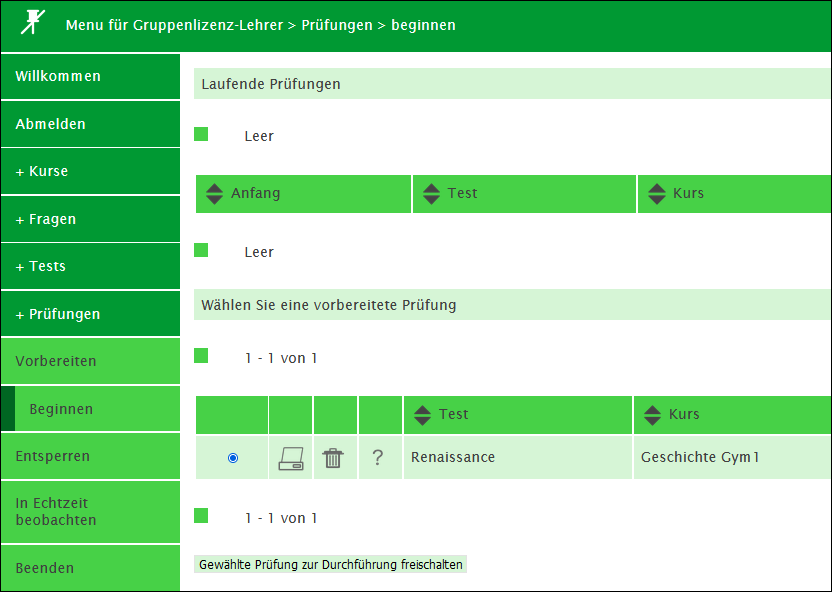 Menu für Gruppenlizenz-Lehrer > Prüfungen > beginnen
Willkommen
Abmelden
+ Kurse
+ Fragen
+ Tests
+ Prüfungen
Vorbereiten
Beginnen
Entsperren
In Echtzeit
beobachten
Beenden
Laufende Prüfungen
Leer
Anfang Test Kurs
Leer
Wählen Sie eine vorbereitete Prüfung
1 - 1 von 1
Test Kurs
? Renaissance Geschichte Gym1
1 - 1 von 1
Gewählte Prüfung zur Durchführung freischalten